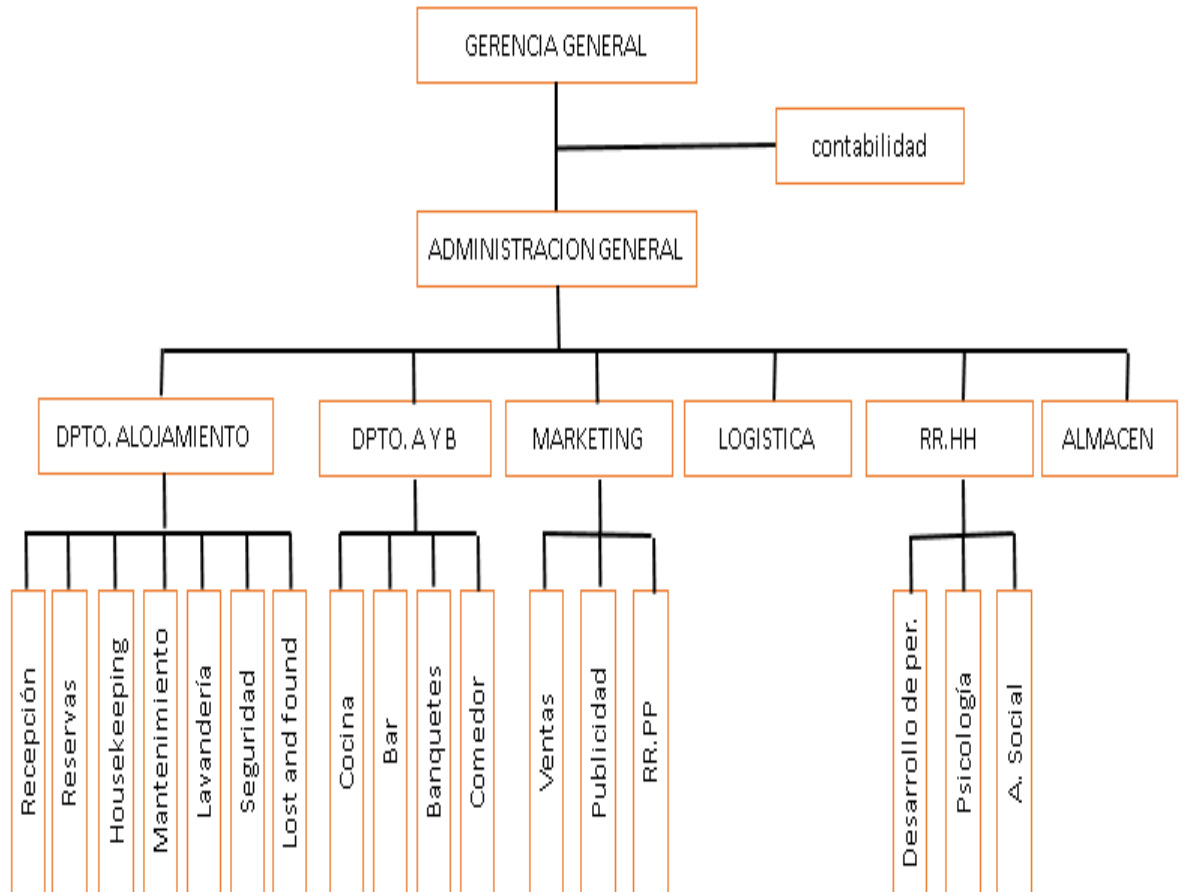 GERENCIA GENERAL
contabilidad
ADMINISTRACION GENERAL
DPTO. ALOJAMIENTO
DPTO. A Y B
MARKETING
LOGISTICA
RR.HH
ALMACEN
Recepción
Reservas
Housekeeping
Mantenimiento
Lavandería
Seguridad
Lost and found
Cocina
Bar
Banquetes
Comedor
Ventas
Publicidad
RR.PP
Desarrollo de per.
Psicología
A. Social